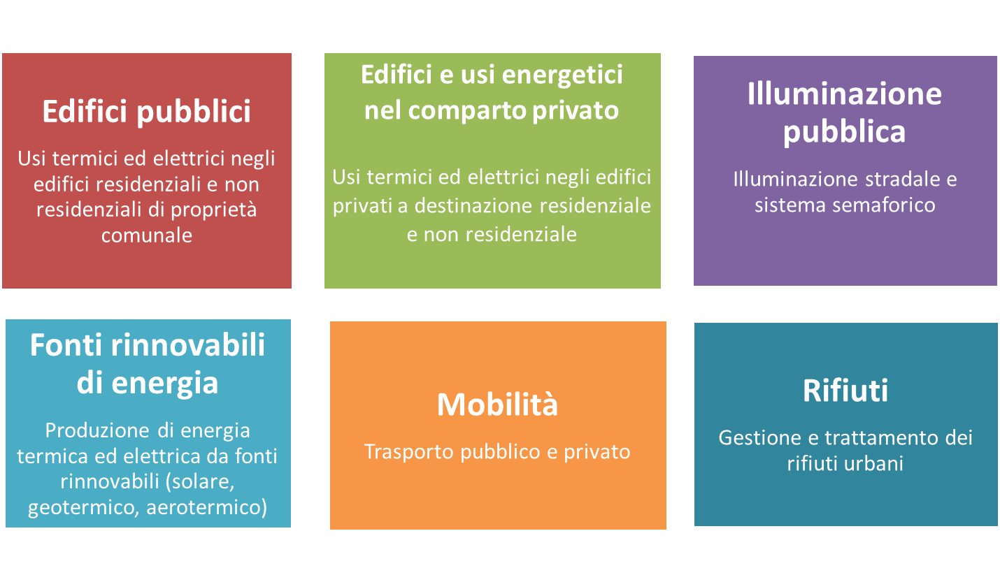 Edifici pubblici
Usi termici ed elettrici negli
edifici residenziali e non
residenziali di proprietà
comunale
Edifici e usi energetici
nel comparto privato
Usi termici ed elettrici negli edifici
privati a destinazione residenziale
e non residenziale
Illuminazione
pubblica
Illuminazione stradale e
sistema semaforico
Fonti rinnovabili
di energia
Produzione di energia
termica ed elettrica da fonti
rinnovabili (solare,
geotermico, aerotermico)
Mobilità
Trasporto pubblico e privato
Rifiuti
Gestione e trattamento dei
rifiuti urbani